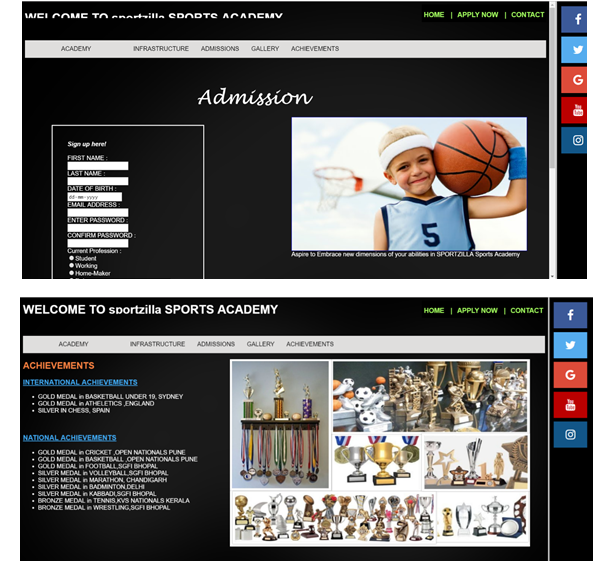 WELCOME TO sportzilla SPORTS ACADEMY
HOME | APPLY NOW | CONTACT
ACADEMY INFRASTRUCTURE ADMISSIONS GALLERY ACHIEVEMENTS
Admission
Sign up here!
FIRST NAME :
LAST NAME :
DATE OF BIRTH :
dd-mm-yyyy
EMAIL ADDRESS :
ENTER PASSWORD :
CONFIRM PASSWORD :
Current Profession :
Student
Working
Home-Maker
5
Aspire to Embrace new dimensions of your abilities in SPORTZILLA Sports Academy
f
G
You Tube
WELCOME TO sportzilla SPORTS ACADEMY
HOME | APPLY NOW | CONTACT
ACADEMY INFRASTRUCTURE ADMISSIONS GALLERY ACHIEVEMENTS
ACHIEVEMENTS
INTERNATIONAL ACHIEVEMENTS
GOLD MEDAL in BASKETBALL UNDER 19, SYDNEY
GOLD MEDAL in ATHELETICS ,ENGLAND
SILVER IN CHESS, SPAIN
NATIONAL ACHIEVEMENTS
GOLD MEDAL in CRICKET ,OPEN NATIONALS PUNE
GOLD MEDAL in BASKETBALL ,OPEN NATIONALS PUNE
GOLD MEDAL in FOOTBALL,SGFI BHOPAL
SILVER MEDAL in VOLLEYBALL,SGFI BHOPAL
SILVER MEDAL in MARATHON, CHANDIGARH
SILVER MEDAL in BADMINTON,DELHI
SILVER MEDAL in KABBADI,SGFI BHOPAL
BRONZE MEDAL in TENNIS,KVS NATIONALS KERALA
BRONZE MEDAL in WRESTLING,SGFI BHOPAL
f
G
You Tube